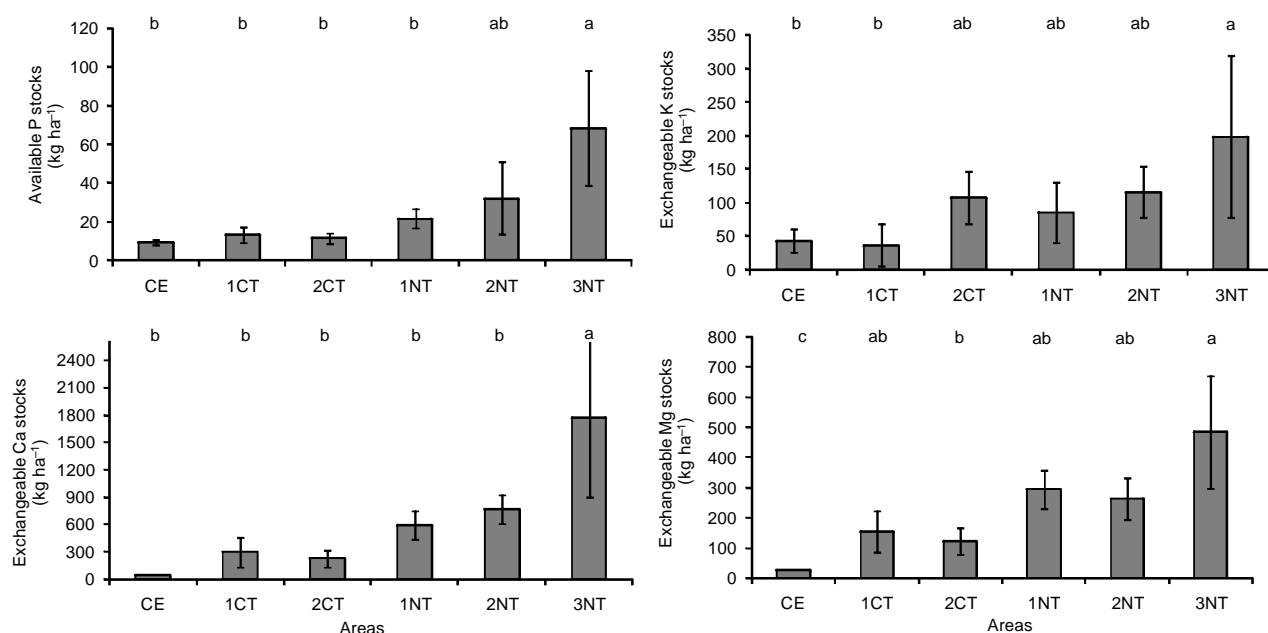 b b b b ab a
Available P stocks
(kg ha⁻¹)
120
100
80
60
40
20
0
CE 1CT 2CT 1NT 2NT 3NT
b b ab ab ab a
Exchangeable K stocks
(kg ha⁻¹)
350
300
250
200
150
100
50
0
CE 1CT 2CT 1NT 2NT 3NT
b b b b b a
Exchangeable Ca stocks
(kg ha⁻¹)
2400
2100
1800
1500
1200
900
600
300
0
CE 1CT 2CT 1NT 2NT 3NT
Areas
c ab b ab ab a
Exchangeable Mg stocks
(kg ha⁻¹)
800
700
600
500
400
300
200
100
0
CE 1CT 2CT 1NT 2NT 3NT
Areas